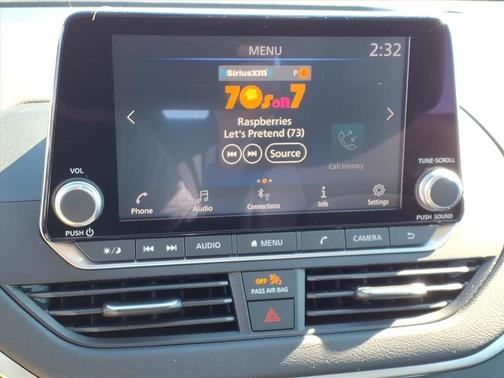 MENU
2:32
SiriusXM P 6
70s on 7
Raspberries
Let's Pretend (73)
Source
Call History
VOL
TUNE•SCROLL
Phone
Audio
Connections
Info
Settings
PUSH
PUSH SOUND
AUDIO
MENU
CAMERA
OFF
PASS AIR BAG